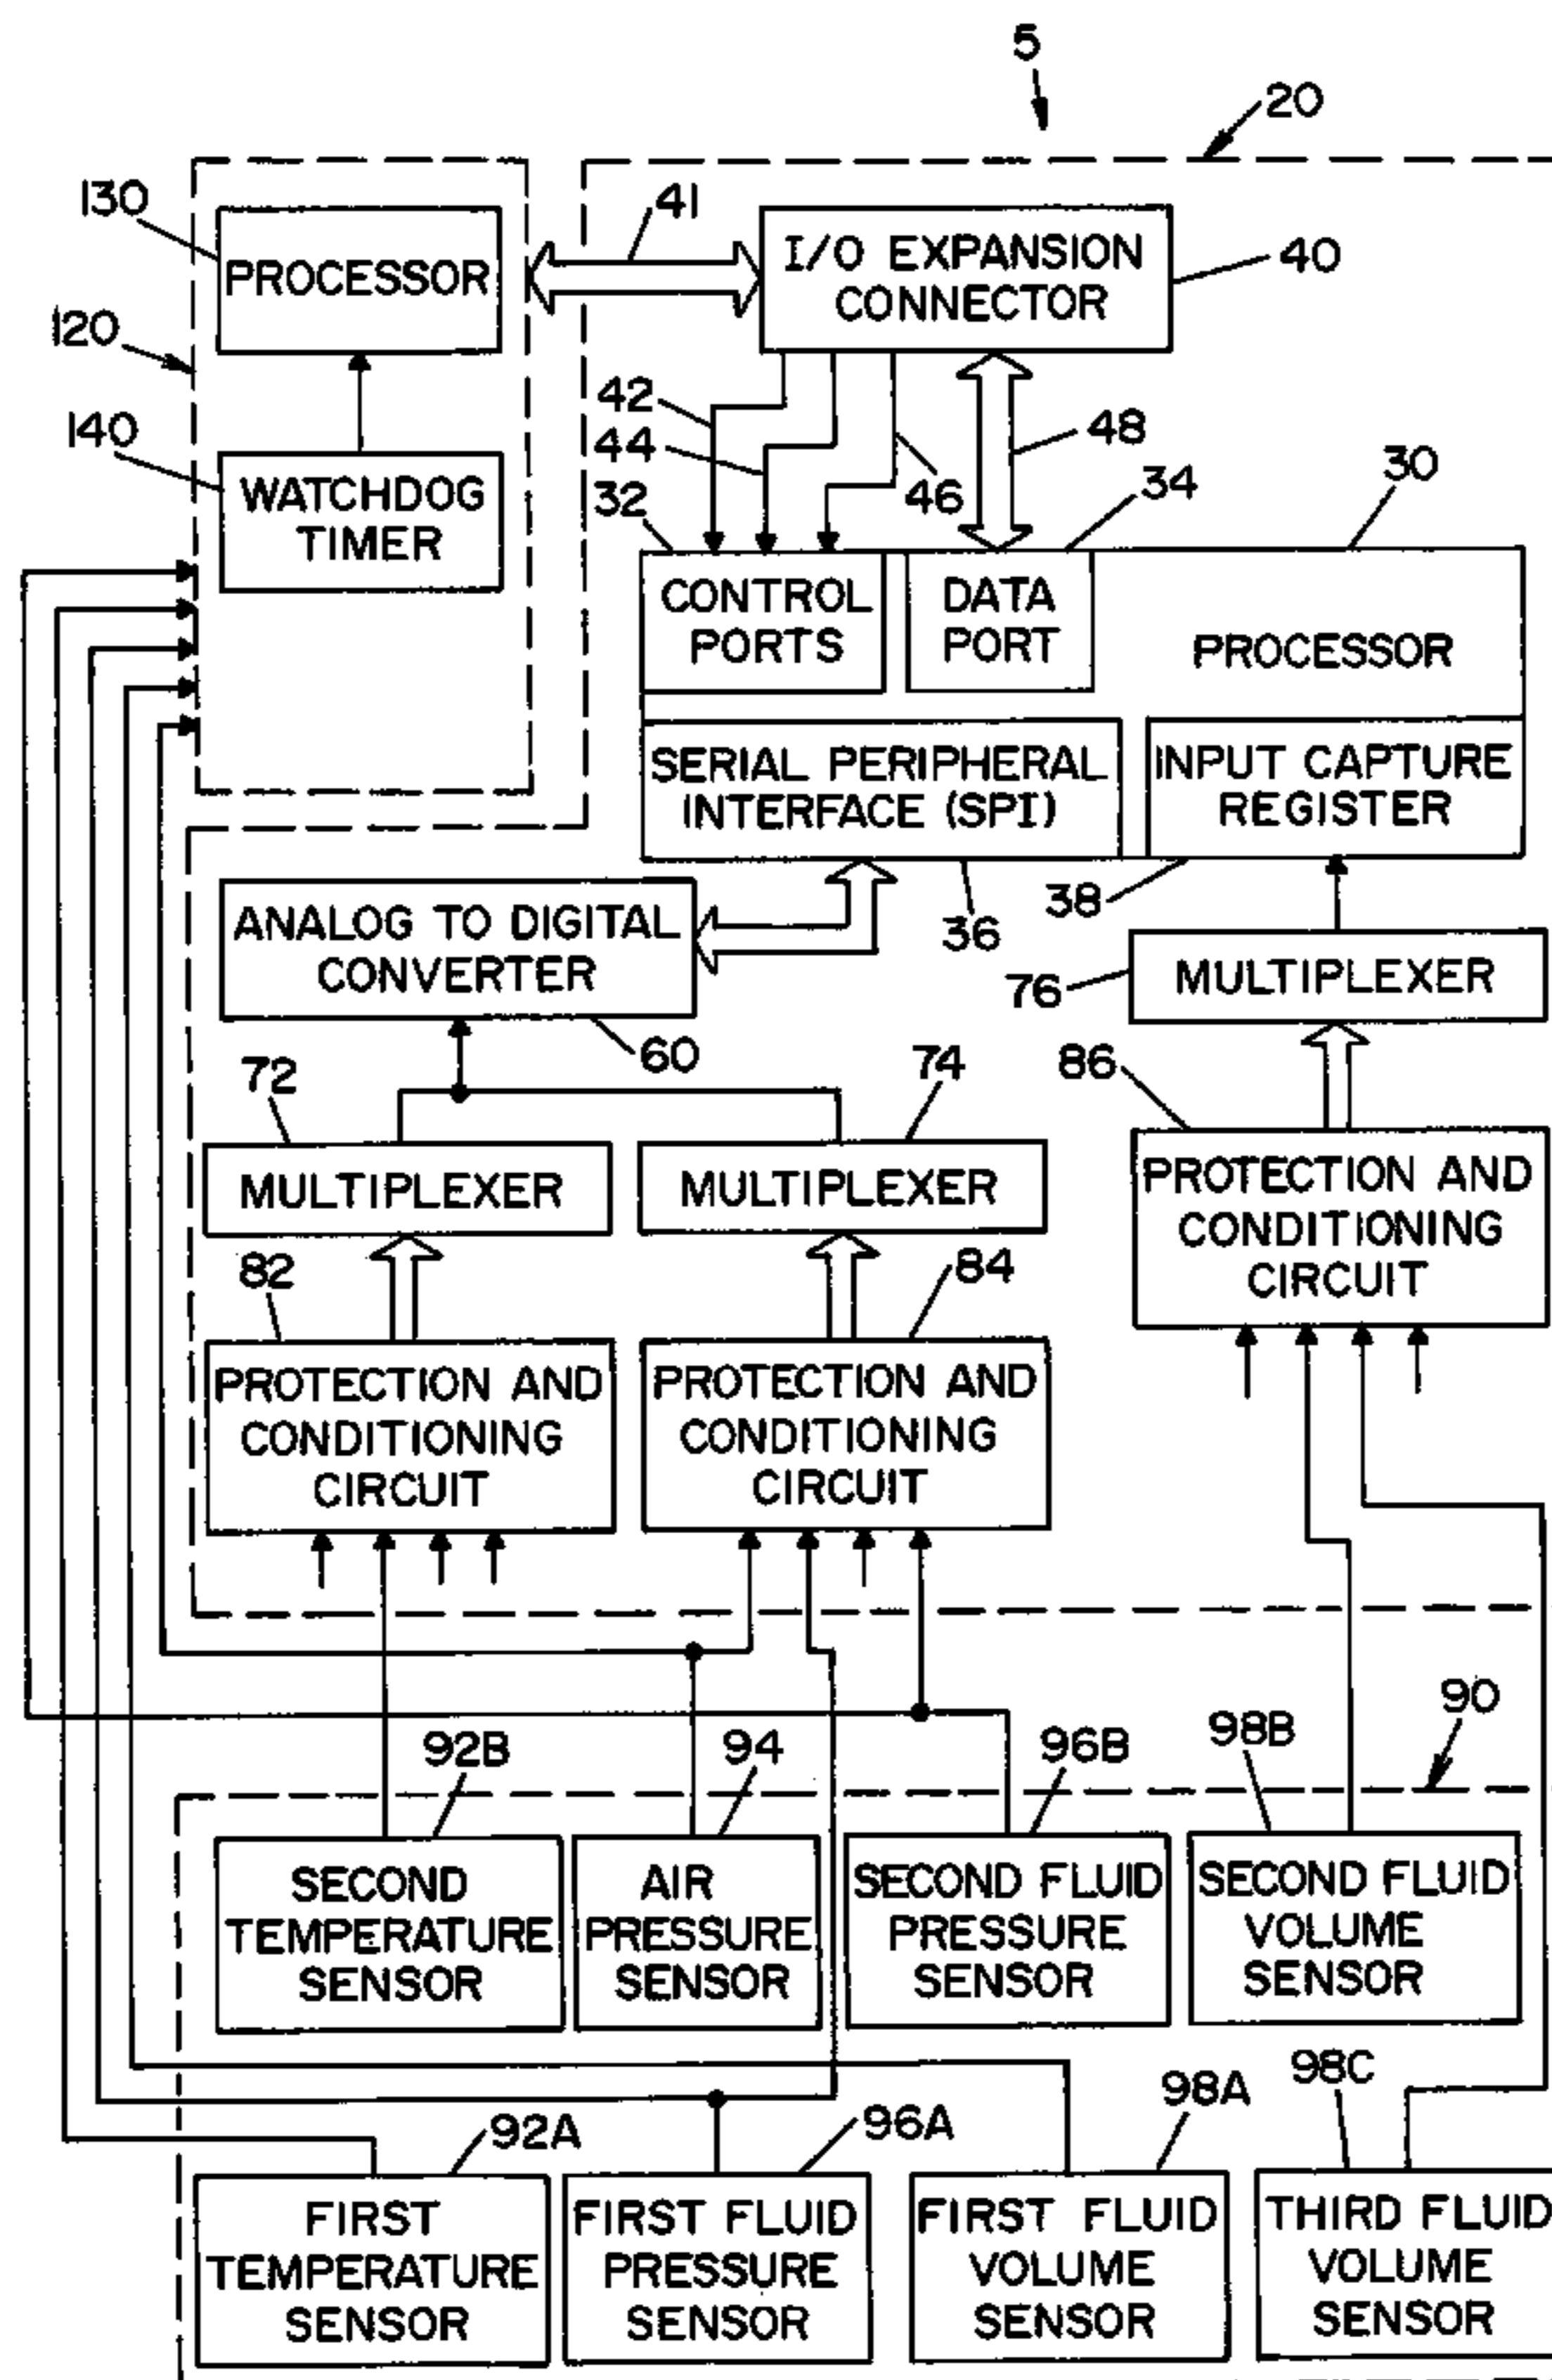 5
20
130
PROCESSOR
41
I/O EXPANSION
CONNECTOR
40
120
42
44
46
48
34
30
140
WATCHDOG
TIMER
32
CONTROL
PORTS
DATA
PORT
PROCESSOR
SERIAL PERIPHERAL
INTERFACE (SPI)
INPUT CAPTURE
REGISTER
38
36
ANALOG TO DIGITAL
CONVERTER
76
MULTIPLEXER
60
72
74
86
MULTIPLEXER
MULTIPLEXER
PROTECTION AND
CONDITIONING
CIRCUIT
82
84
PROTECTION AND
CONDITIONING
CIRCUIT
PROTECTION AND
CONDITIONING
CIRCUIT
90
92B
94
96B
98B
SECOND
TEMPERATURE
SENSOR
AIR
PRESSURE
SENSOR
SECOND FLUID
PRESSURE
SENSOR
SECOND FLUID
VOLUME
SENSOR
92A
96A
98A
98C
FIRST
TEMPERATURE
SENSOR
FIRST FLUID
PRESSURE
SENSOR
FIRST FLUID
VOLUME
SENSOR
THIRD FLUID
VOLUME
SENSOR